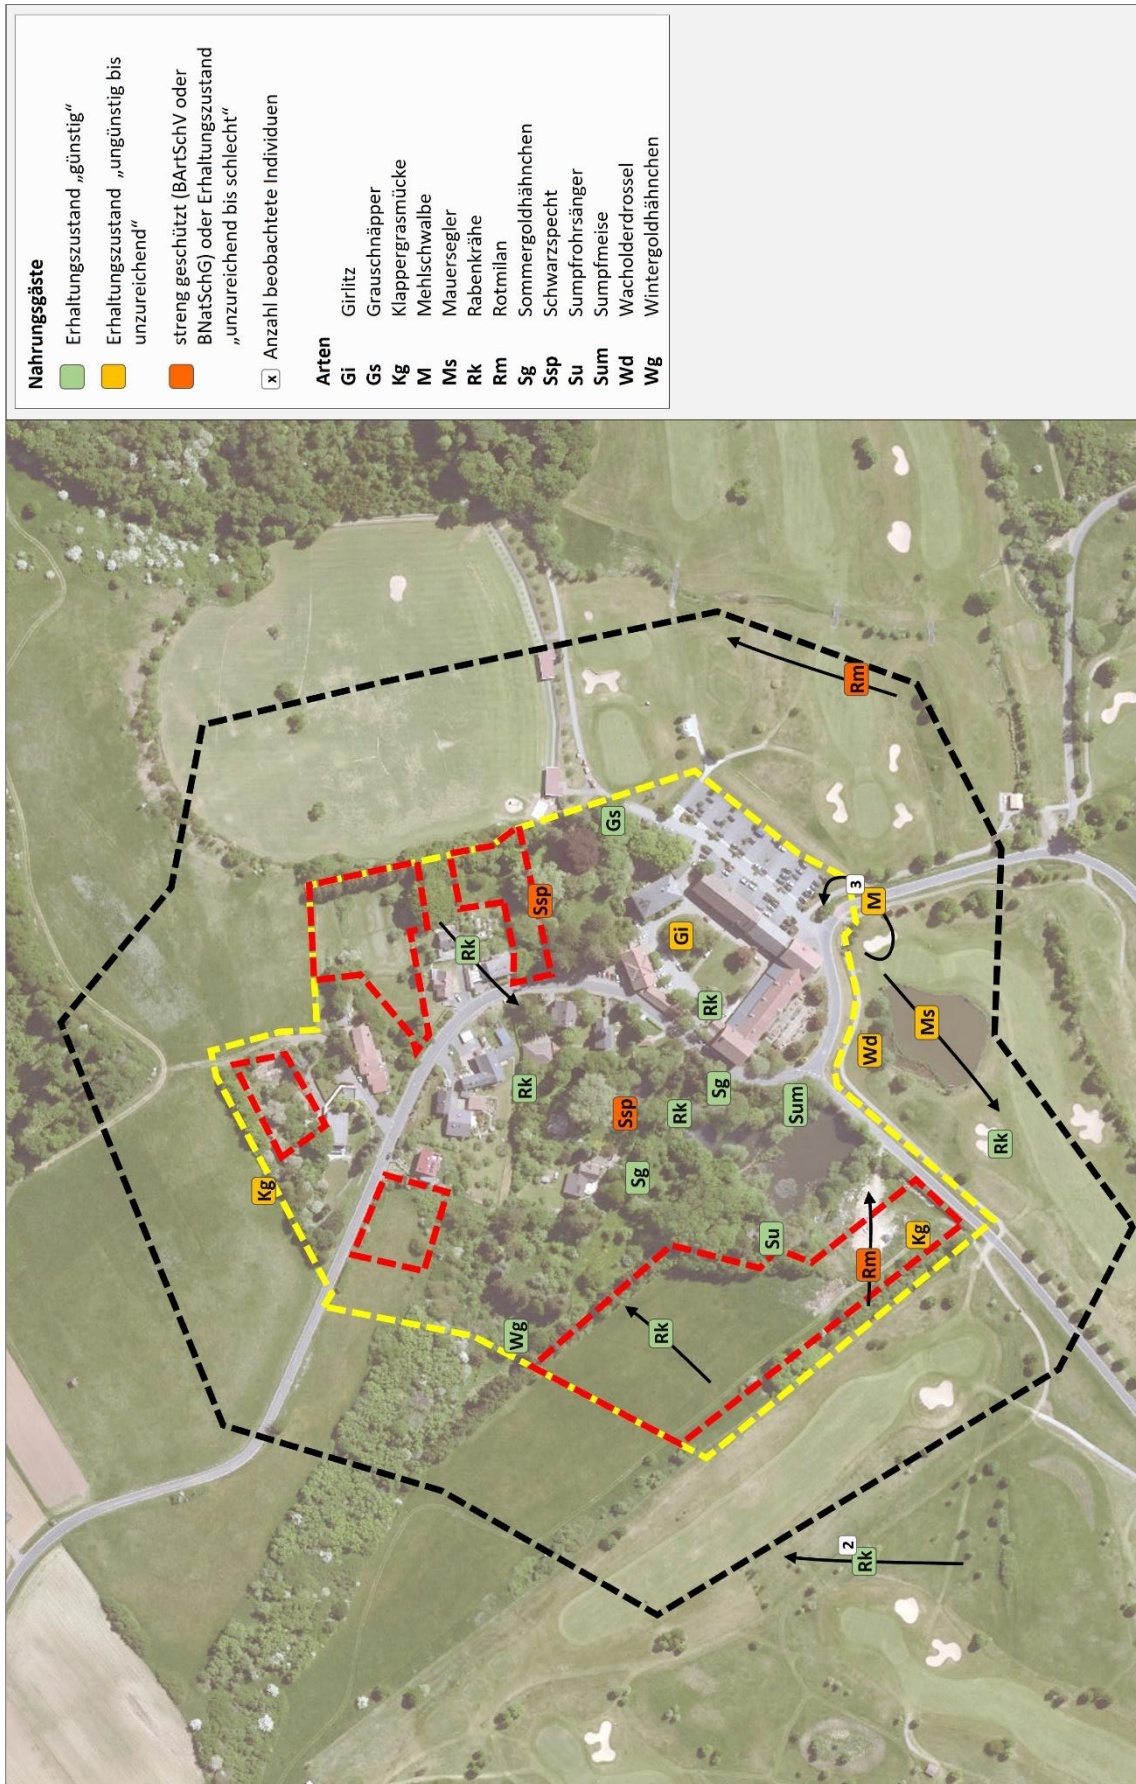 Nahrungsgäste
Erhaltungszustand „günstig“
Erhaltungszustand „ungünstig bis
unzureichend“
streng geschützt (BArtSchV oder
BNatSchG) oder Erhaltungszustand
„unzureichend bis schlecht“
x Anzahl beobachtete Individuen
Arten
Gi Girlitz
Gs Grauschnäpper
Kg Klappergrasmücke
M Mehlschwalbe
Ms Mauersegler
Rk Rabenkrähe
Rm Rotmilan
Sg Sommergoldhähnchen
Ssp Schwarzspecht
Su Sumpfrohrsänger
Sum Sumpfmeise
Wd Wacholderdrossel
Wg Wintergoldhähnchen
Kg
Rk
Wg
Rk
Ssp
Gs
Ssp
Sg
Rk
Rk
Gi
Rk
Sg
Su
Sum
2
Rk
Rm
Kg
Wd
3
M
Rm
Ms
Rk